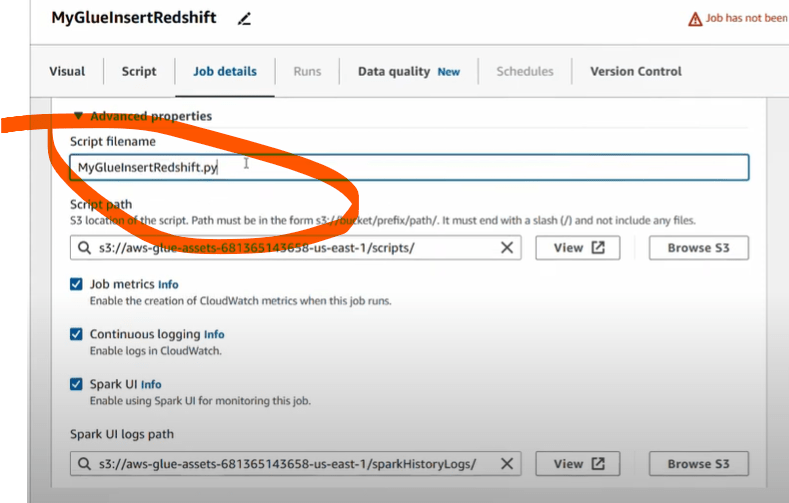 MyGlueInsertRedshift
Job has not been
Visual Script Job details Runs Data quality New Schedules Version Control
Advanced properties
Script filename
MyGlueInsertRedshift.py
Script path
S3 location of the script. Path must be in the form s3://bucket/prefix/path/. It must end with a slash (/) and not include any files.
s3://aws-glue-assets-681365143658-us-east-1/scripts/
View
Browse S3
Job metrics Info
Enable the creation of CloudWatch metrics when this job runs.
Continuous logging Info
Enable logs in CloudWatch.
Spark UI Info
Enable using Spark UI for monitoring this job.
Spark UI logs path
s3://aws-glue-assets-681365143658-us-east-1/sparkHistoryLogs/
View
Browse S3